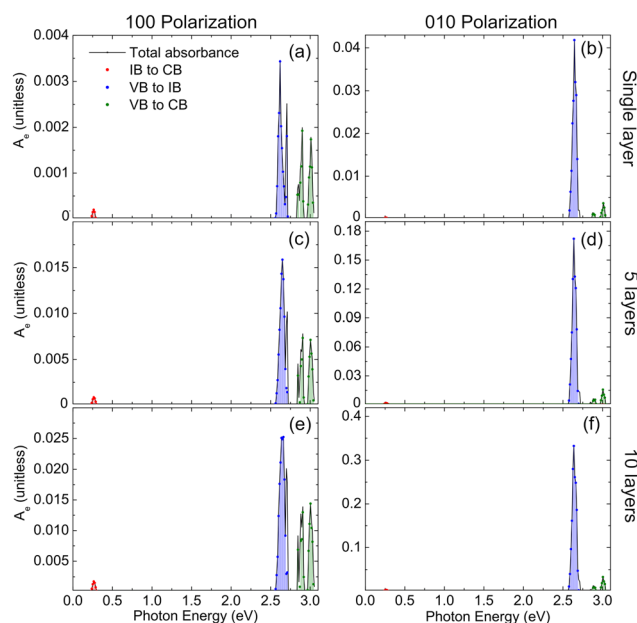 100 Polarization
010 Polarization
0.004
0.003
0.002
0.001
0
A_e (unitless)
(a)
Total absorbance
IB to CB
VB to IB
VB to CB
0.04
0.03
0.02
0.01
0
(b)
Single layer
0.015
0.010
0.005
0
A_e (unitless)
(c)
0.18
0.15
0.12
0.09
0.06
0.03
0
(d)
5 layers
0.025
0.020
0.015
0.010
0.005
A_e (unitless)
(e)
0.4
0.3
0.2
0.1
(f)
10 layers
0.0 0.5 1.0 1.5 2.0 2.5 3.0
Photon Energy (eV)
0.0 0.5 1.0 1.5 2.0 2.5 3.0
Photon Energy (eV)